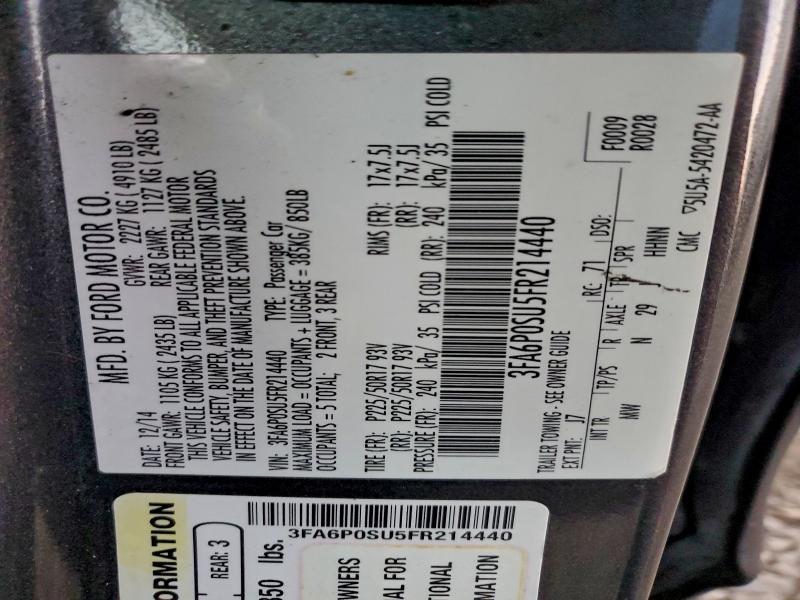 MFD. BY FORD MOTOR CO.
DATE: 12/14 GVWR: 2227 KG ( 4910 LB)
FRONT GAWR: 1105 KG ( 2435 LB) REAR GAWR: 1127 KG ( 2485 LB)
THIS VEHICLE CONFORMS TO ALL APPLICABLE FEDERAL MOTOR
VEHICLE SAFETY, BUMPER, AND THEFT PREVENTION STANDARDS
IN EFFECT ON THE DATE OF MANUFACTURE SHOWN ABOVE.
VIN: 3FA6P0SU5FR214440 TYPE: Passenger Car
MAXIMUM LOAD = OCCUPANTS + LUGGAGE = 385KG/ 850LB
OCCUPANTS = 5 TOTAL; 2 FRONT, 3 REAR
TIRE (FR): P225/50R17 93V RIMS (FR): 17x7.5J
(RR): P225/50R17 93V (RR): 17x7.5J
PRESSURE (FR): 240 kPa/ 35 PSI COLD (RR): 240 kPa/ 35 PSI COLD
3FA6P0SU5FR214440
TRAILER TOWING - SEE OWNER GUIDE
F0009
R0028
EXT PNT: J7 RC: 71 DSO:
INT TR TP/PS R AXLE TR SPR
MW N 29 HHNN
CMC ▽5U5A-5420472-AA
ORMATION
REAR: 3
850 lbs.
3FA6P0SU5FR214440
WNERS
AL FOR
TIONAL
MATION